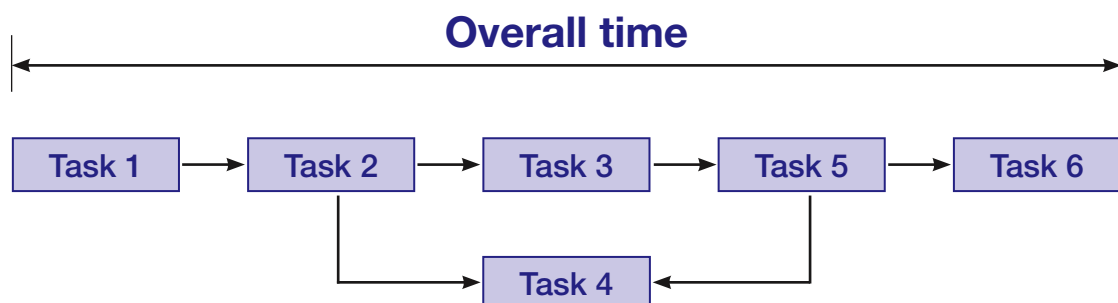 Overall time
Task 1
Task 2
Task 3
Task 5
Task 6
Task 4